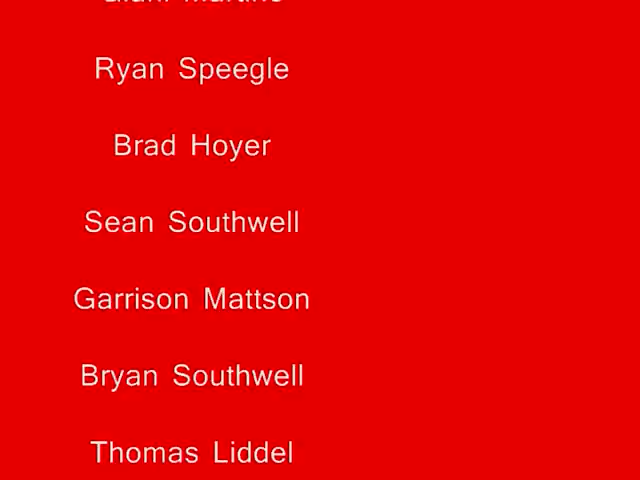 Ryan Speegle
Brad Hoyer
Sean Southwell
Garrison Mattson
Bryan Southwell
Thomas Liddel